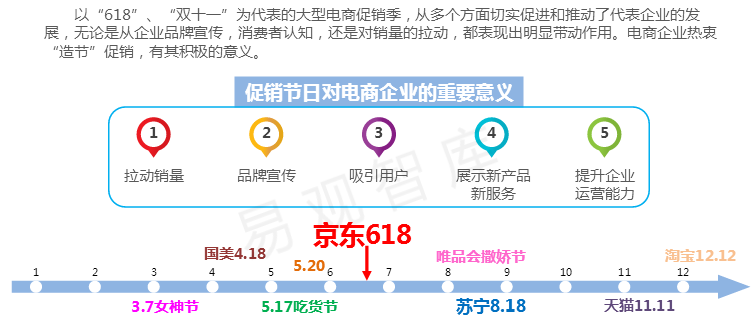 以“618”、“双十一”为代表的大型电商促销季，从多个方面切实促进和推动了代表企业的发
展，无论是从企业品牌宣传，消费者认知，还是对销量的拉动，都表现出明显带动作用。电商企业热衷
“造节”促销，有其积极的意义。
促销节日对电商企业的重要意义
1 2 3 4 5
拉动销量 品牌宣传 吸引用户 展示新产品 提升企业
新服务 运营能力
易观智库
京东618
国美4.18 5.20 唯品会撒娇节 淘宝12.12
1 2 3 4 5 6 7 8 9 10 11 12
3.7女神节 5.17吃货节 苏宁8.18 天猫11.11